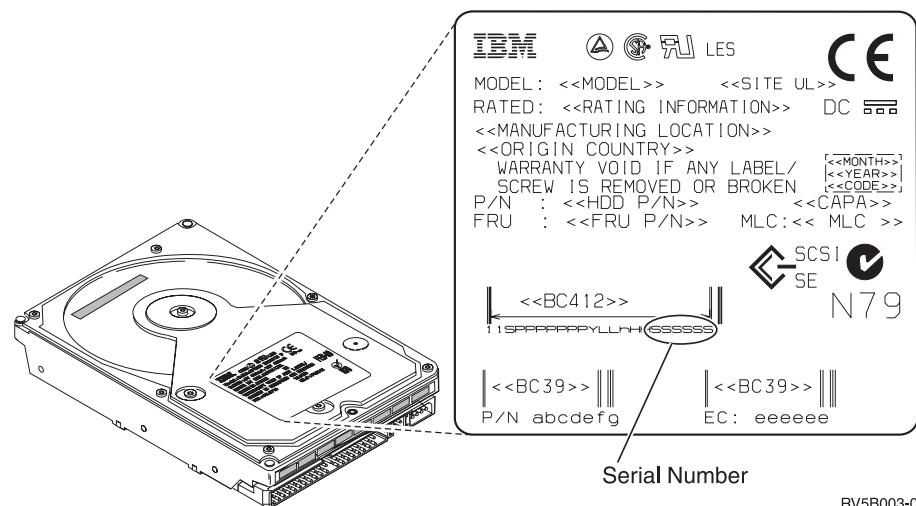 IBM LES CE
MODEL: <<MODEL>> <<SITE UL>>
RATED: <<RATING INFORMATION>> DC
<<MANUFACTURING LOCATION>>
<<ORIGIN COUNTRY>>
WARRANTY VOID IF ANY LABEL/
SCREW IS REMOVED OR BROKEN
<<MONTH>>
<<YEAR>>
<<CODE>>
P/N : <<HDD P/N>> <<CAPA>>
FRU : <<FRU P/N>> MLC:<< MLC >>
SCSI
SE
N79
<<BC412>>
11SPPPPPPPYLLhHHSSSSSS
<<BC39>> <<BC39>>
P/N abcdefg EC: eeeeee
Serial Number